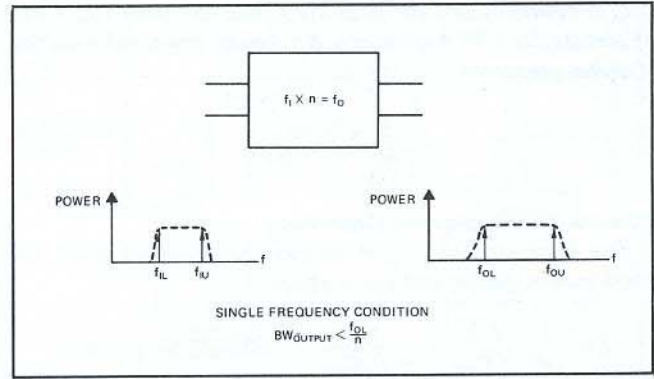 f_I X n = f_O
POWER
f_IL
f_IU
f
POWER
f_OL
f_OU
f
SINGLE FREQUENCY CONDITION
BW_OUTPUT < f_OL/n